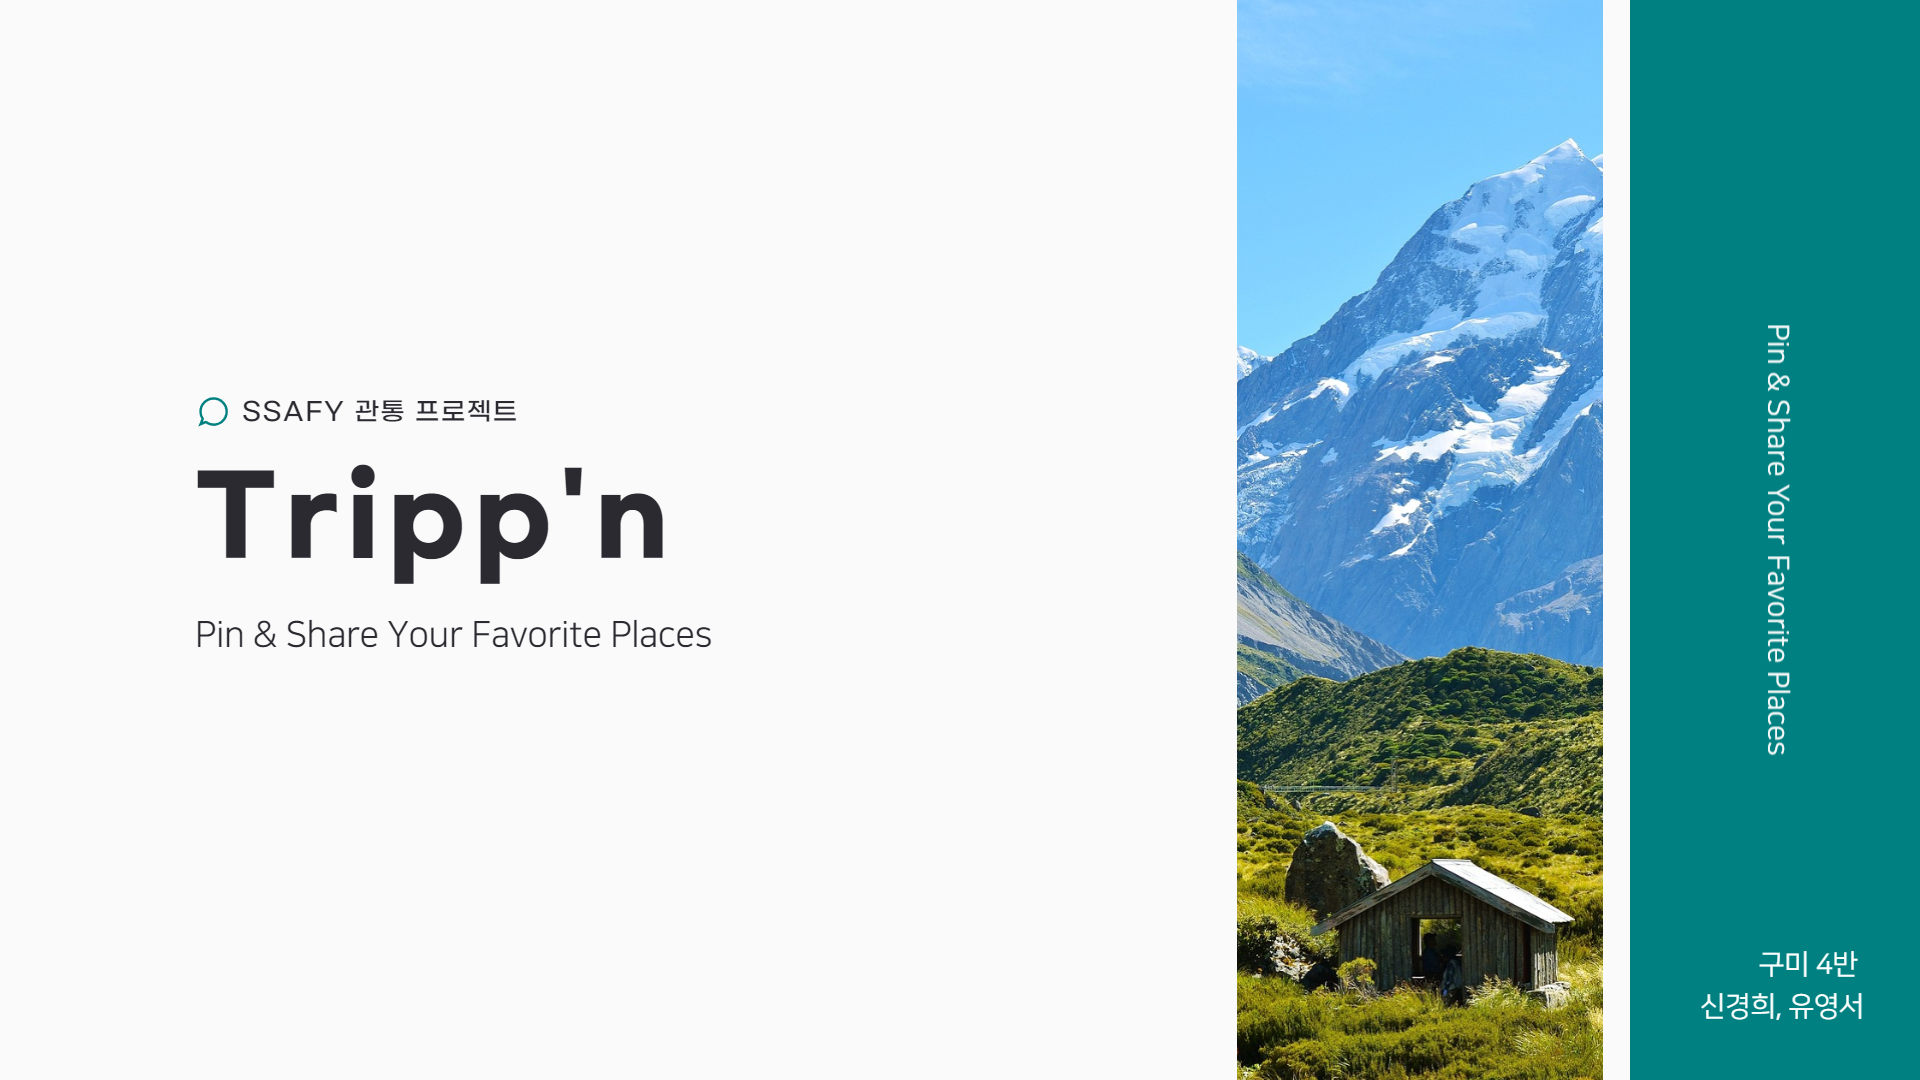 SSAFY 관통 프로젝트
Tripp'n
Pin & Share Your Favorite Places
Pin & Share Your Favorite Places
구미 4반
신경희, 유영서